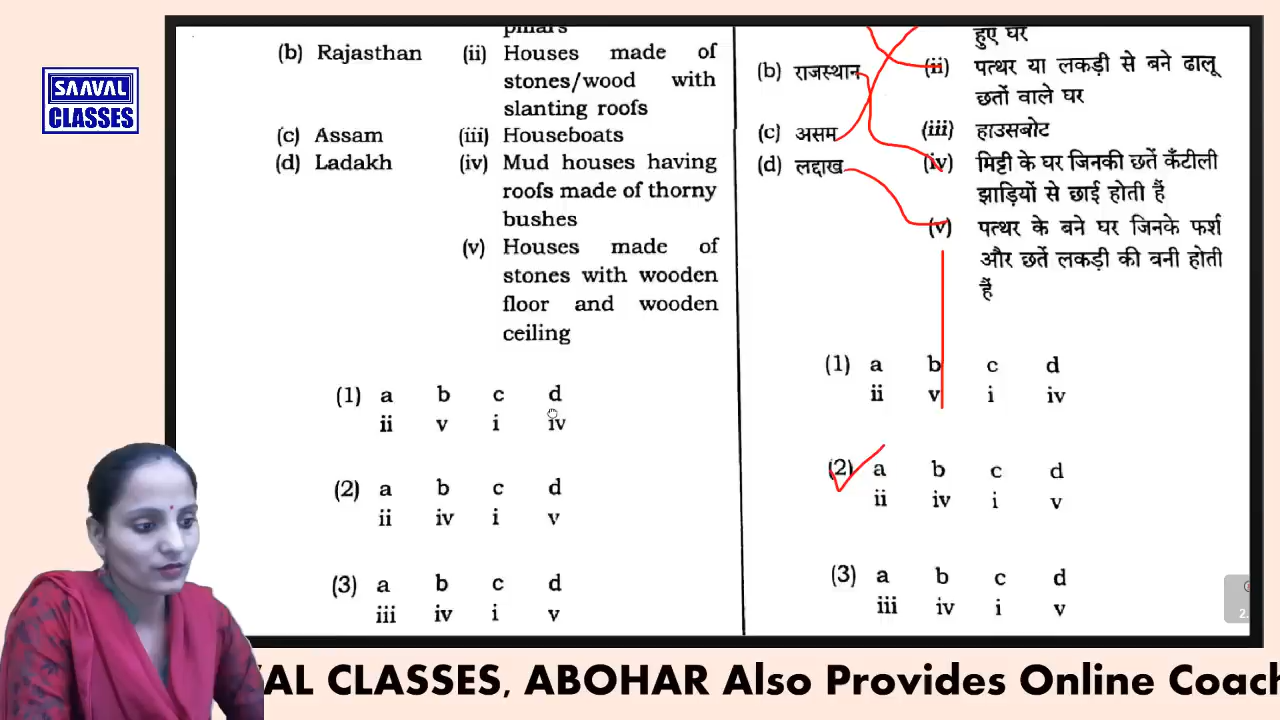 SAAVAL
CLASSES
pillars
(b) Rajasthan (ii) Houses made of
stones/wood with
slanting roofs
(c) Assam (iii) Houseboats
(d) Ladakh (iv) Mud houses having
roofs made of thorny
bushes
(v) Houses made of
stones with wooden
floor and wooden
ceiling
(1) a b c d
ii v i iv
(2) a b c d
ii iv i v
(3) a b c d
iii iv i v
हुए घर
(b) राजस्थान (ii) पत्थर या लकड़ी से बने ढालू
छतों वाले घर
(c) असम (iii) हाउसबोट
(d) लद्दाख (iv) मिट्टी के घर जिनकी छतें कँटीली
झाड़ियों से छाई होती हैं
(v) पत्थर के बने घर जिनके फर्श
और छतें लकड़ी की बनी होती
हैं
(1) a b c d
ii v i iv
(2) a b c d
ii iv i v
(3) a b c d
iii iv i v
VAL CLASSES, ABOHAR Also Provides Online Coach